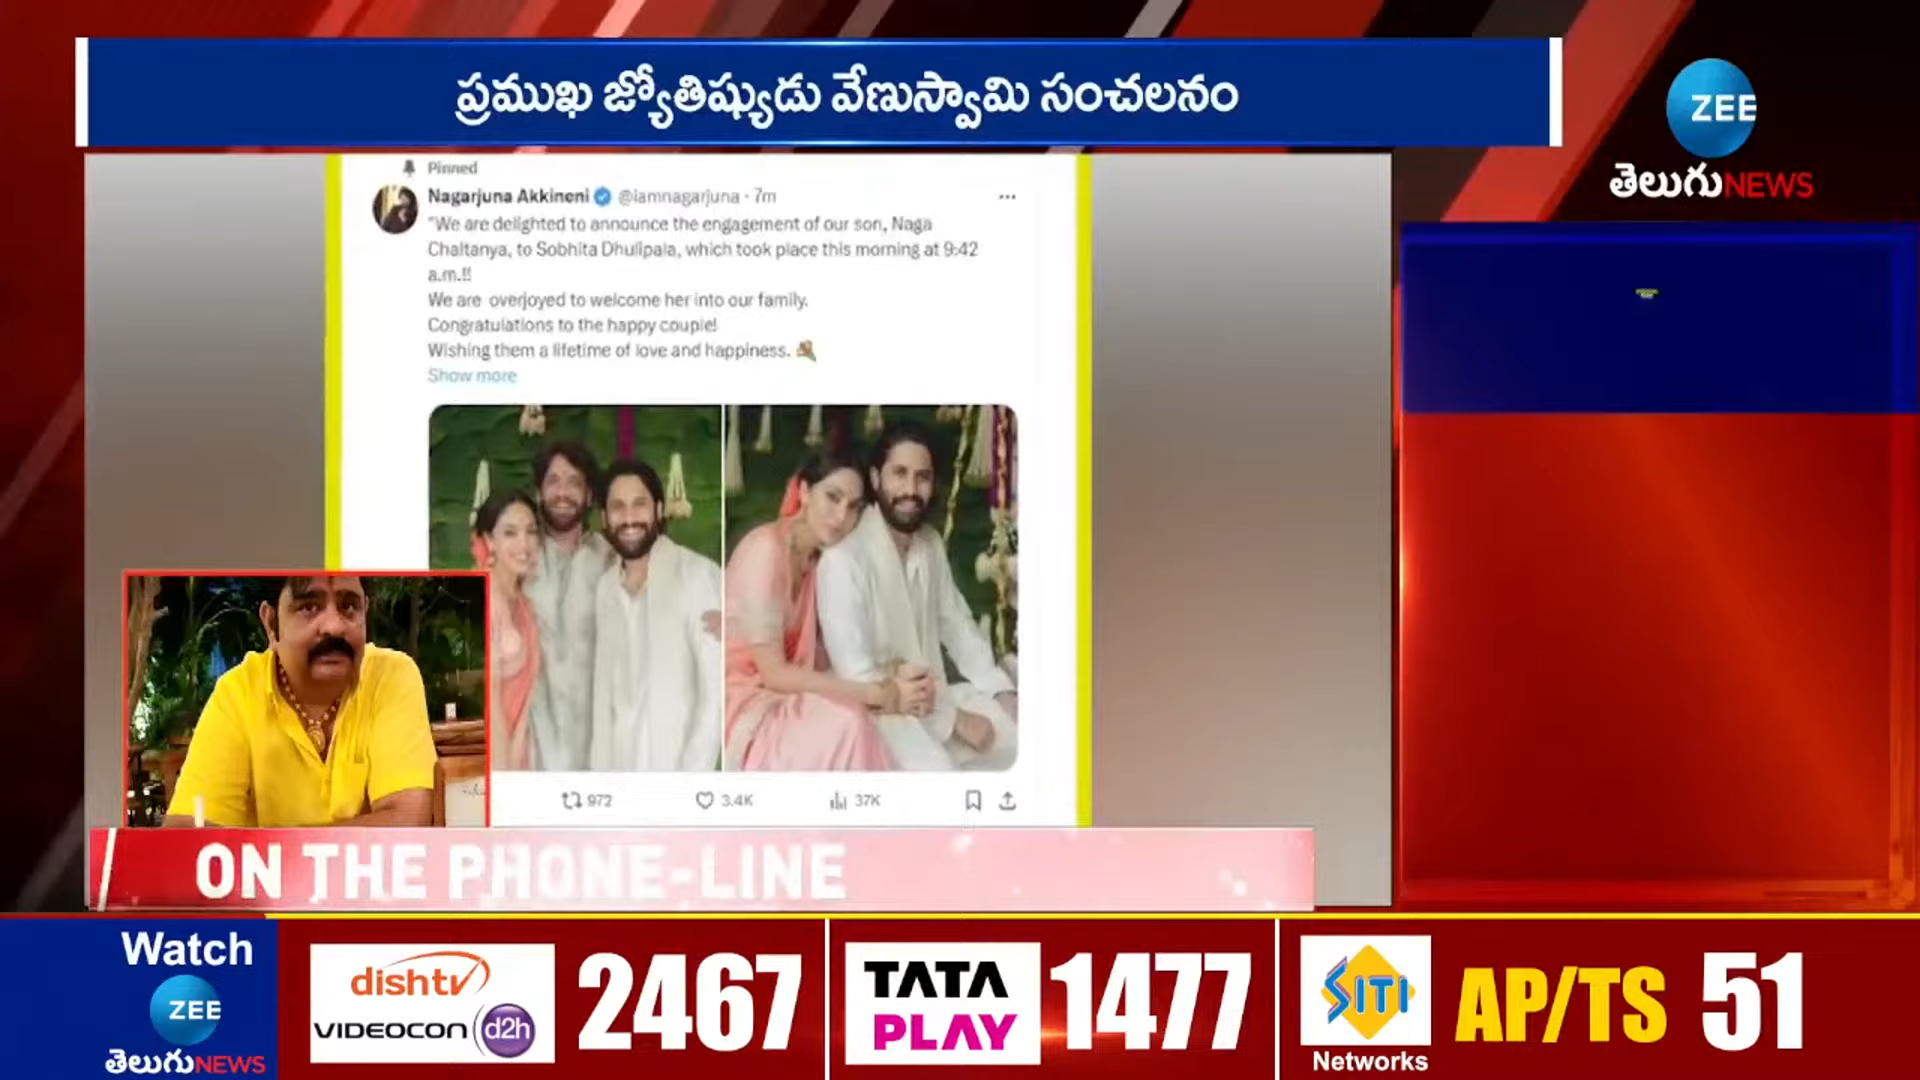 ప్రముఖ జ్యోతిష్యుడు వేణుస్వామి సంచలనం
ZEE
తెలుగు NEWS
Pinned
Nagarjuna Akkineni @iamnagarjuna · 7m
"We are delighted to announce the engagement of our son, Naga
Chaitanya, to Sobhita Dhulipala, which took place this morning at 9:42
a.m.!!
We are overjoyed to welcome her into our family.
Congratulations to the happy couple!
Wishing them a lifetime of love and happiness. 💐
Show more
972 3.4K 37K
ON THE PHONE-LINE
Watch
ZEE
తెలుగు NEWS
dishtv
VIDEOCON d2h
2467
TATA
PLAY
1477
SITI
Networks
AP/TS 51